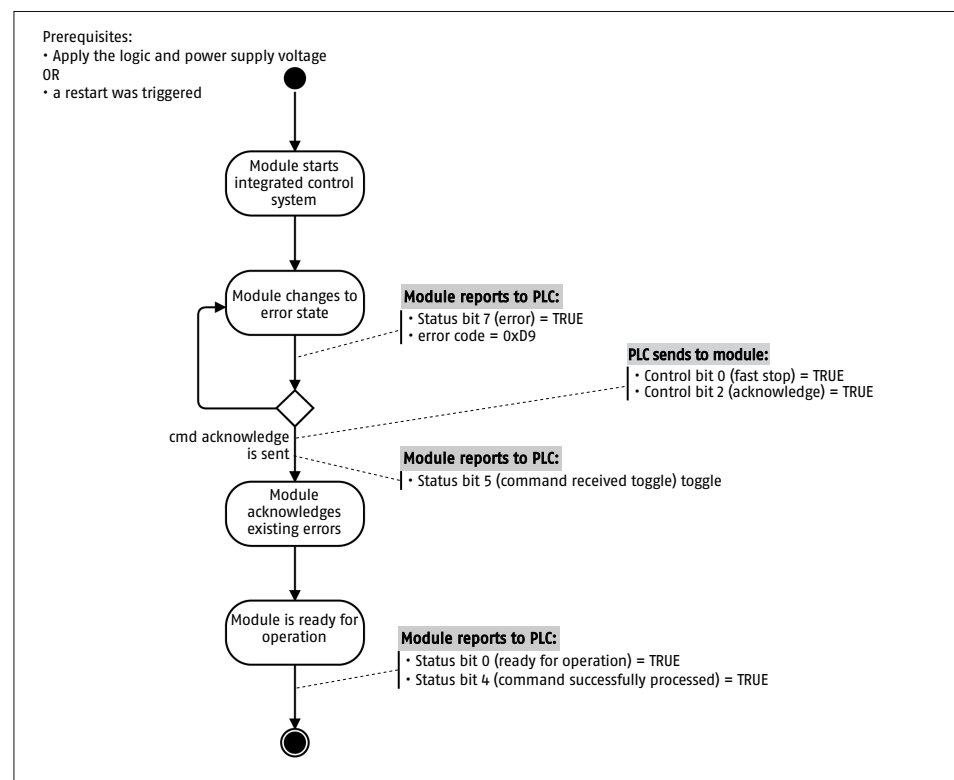 Prerequisites:
• Apply the logic and power supply voltage
OR
• a restart was triggered
Module starts
integrated control
system
Module changes to
error state
Module reports to PLC:
• Status bit 7 (error) = TRUE
• error code = 0xD9
PLC sends to module:
• Control bit 0 (fast stop) = TRUE
• Control bit 2 (acknowledge) = TRUE
cmd acknowledge
is sent
Module reports to PLC:
• Status bit 5 (command received toggle) toggle
Module
acknowledges
existing errors
Module is ready for
operation
Module reports to PLC:
• Status bit 0 (ready for operation) = TRUE
• Status bit 4 (command successfully processed) = TRUE